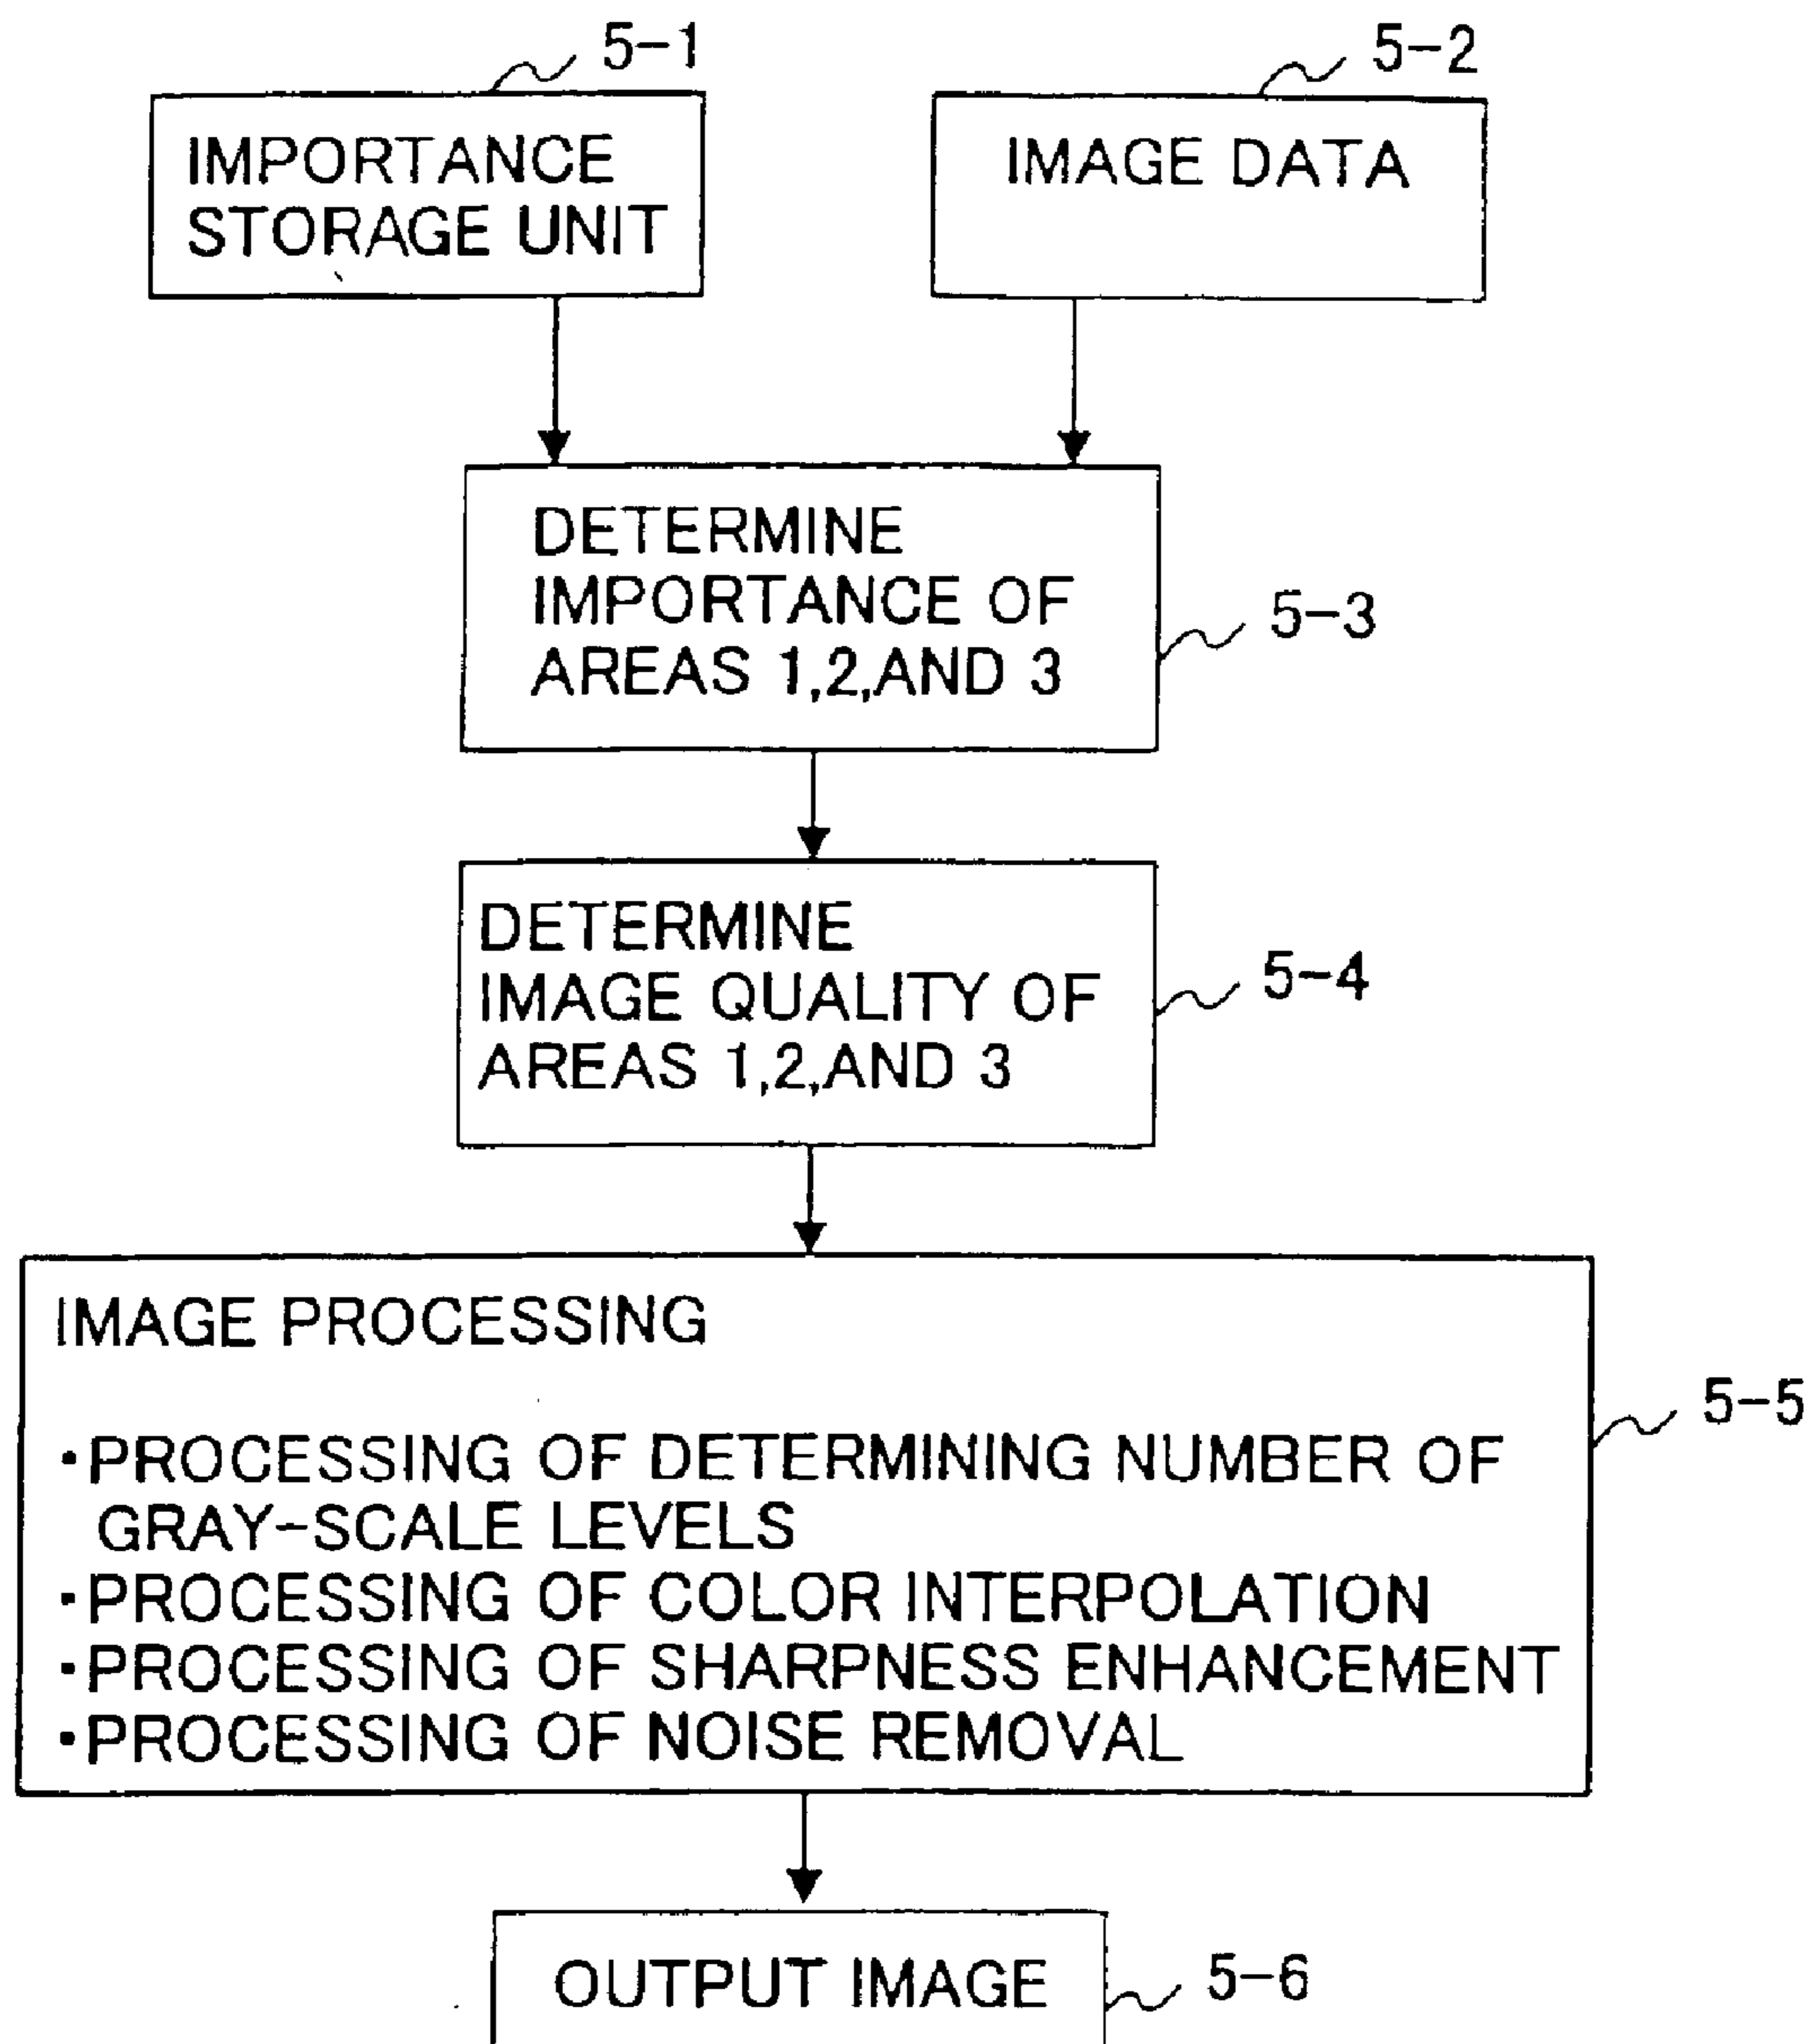 5-1
5-2
IMPORTANCE
STORAGE UNIT
IMAGE DATA
DETERMINE
IMPORTANCE OF
AREAS 1,2,AND 3
5-3
DETERMINE
IMAGE QUALITY OF
AREAS 1,2,AND 3
5-4
IMAGE PROCESSING
5-5
・PROCESSING OF DETERMINING NUMBER OF
GRAY-SCALE LEVELS
・PROCESSING OF COLOR INTERPOLATION
・PROCESSING OF SHARPNESS ENHANCEMENT
・PROCESSING OF NOISE REMOVAL
OUTPUT IMAGE
5-6